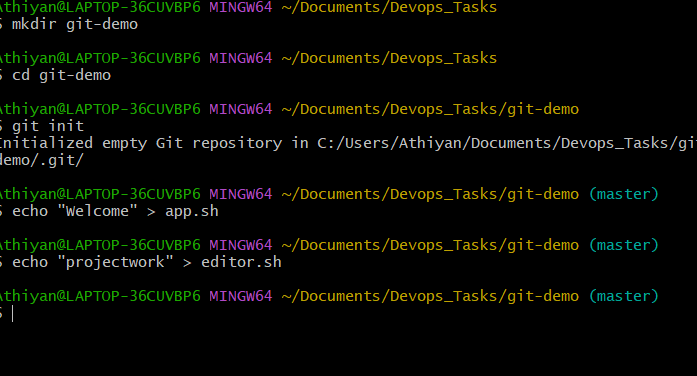 Athiyan@LAPTOP-36CUVBP6 MINGW64 ~/Documents/Devops_Tasks
$ mkdir git-demo
Athiyan@LAPTOP-36CUVBP6 MINGW64 ~/Documents/Devops_Tasks
$ cd git-demo
Athiyan@LAPTOP-36CUVBP6 MINGW64 ~/Documents/Devops_Tasks/git-demo
$ git init
Initialized empty Git repository in C:/Users/Athiyan/Documents/Devops_Tasks/git
demo/.git/
Athiyan@LAPTOP-36CUVBP6 MINGW64 ~/Documents/Devops_Tasks/git-demo (master)
$ echo "Welcome" > app.sh
Athiyan@LAPTOP-36CUVBP6 MINGW64 ~/Documents/Devops_Tasks/git-demo (master)
$ echo "projectwork" > editor.sh
Athiyan@LAPTOP-36CUVBP6 MINGW64 ~/Documents/Devops_Tasks/git-demo (master)
$